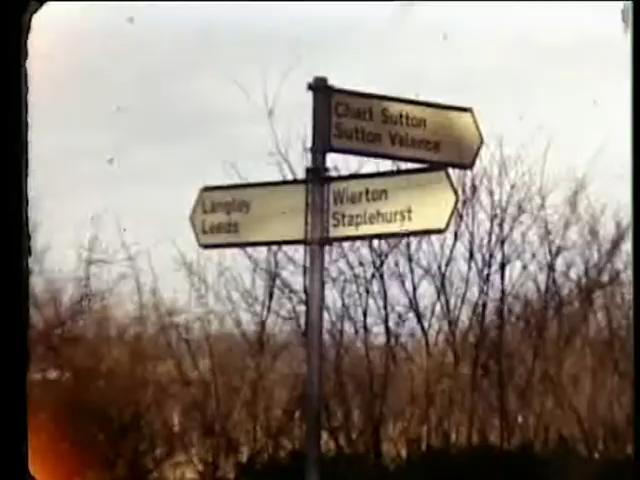 Chart Sutton
Sutton Valence
Wierton
Staplehurst
Langley
Leeds